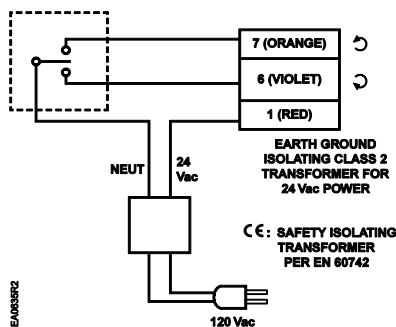 7 (ORANGE)
6 (VIOLET)
1 (RED)
NEUT
24
Vac
EARTH GROUND
ISOLATING CLASS 2
TRANSFORMER FOR
24 Vac POWER
CE: SAFETY ISOLATING
TRANSFORMER
PER EN 60742
120 Vac
EA0635R2